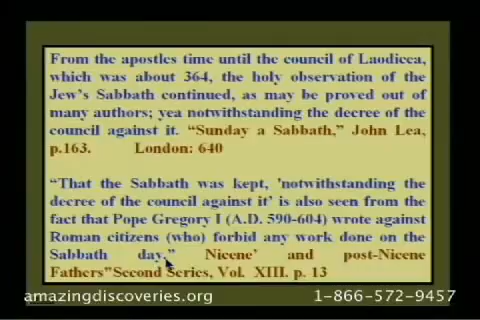 From the apostles time until the council of Laodicea,
which was about 364, the holy observation of the
Jew's Sabbath continued, as may be proved out of
many authors; yea notwithstanding the decree of the
council against it. “Sunday a Sabbath,” John Lea,
p.163. London: 640
“That the Sabbath was kept, 'notwithstanding the
decree of the council against it' is also seen from the
fact that Pope Gregory I (A.D. 590-604) wrote against
Roman citizens (who) forbid any work done on the
Sabbath day.” Nicene' and post-Nicene
Fathers”Second Series, Vol. XIII. p. 13
amazingdiscoveries.org 1-866-572-9457